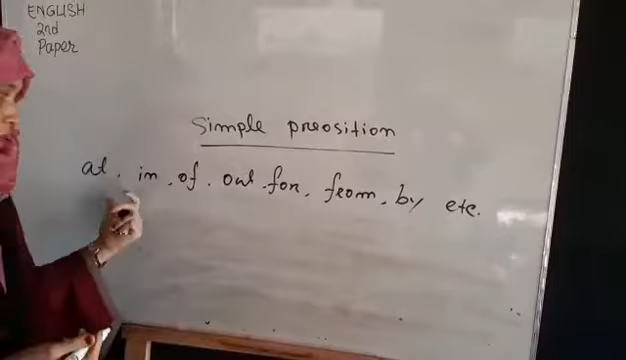 ENGLISH
2nd
Paper
Simple preosition
at, in, of, out, for, from, by etc.